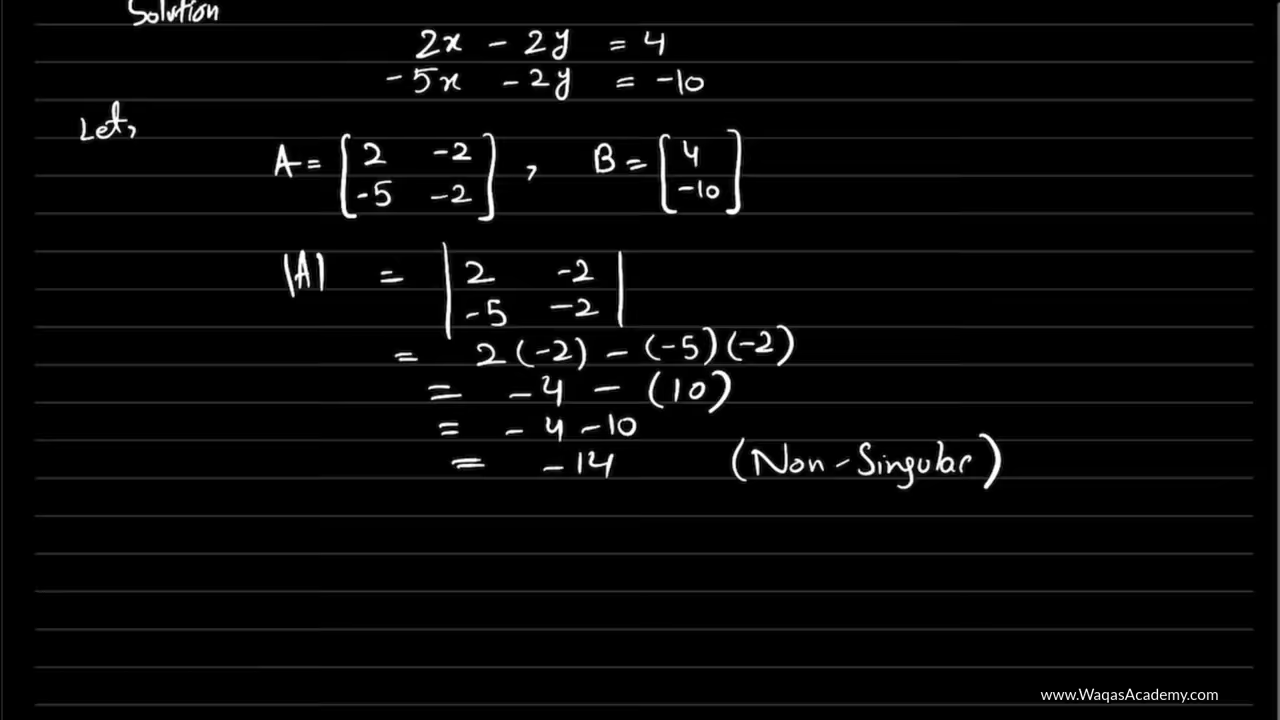 Solution
2x - 2y = 4
-5x - 2y = -10
Let,
A = [2 -2
-5 -2] , B = [4
-10]
|A| = |2 -2
-5 -2|
= 2(-2) - (-5)(-2)
= -4 - (10)
= -4 -10
= -14 (Non-Singular)
www.WaqasAcademy.com